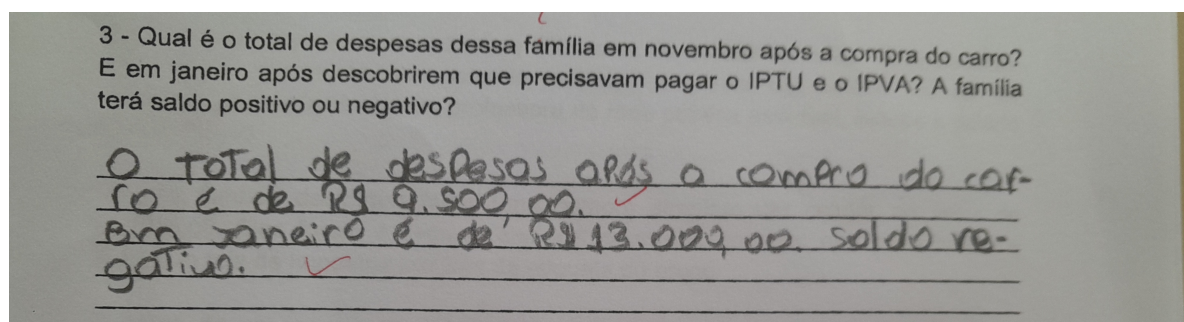 3 - Qual é o total de despesas dessa família em novembro após a compra do carro?
E em janeiro após descobrirem que precisavam pagar o IPTU e o IPVA? A família
terá saldo positivo ou negativo?
O total de despesas após a compra do car-
ro é de R$ 9.500,00.
Em janeiro é de R$ 13.000,00. saldo ne-
gativo.